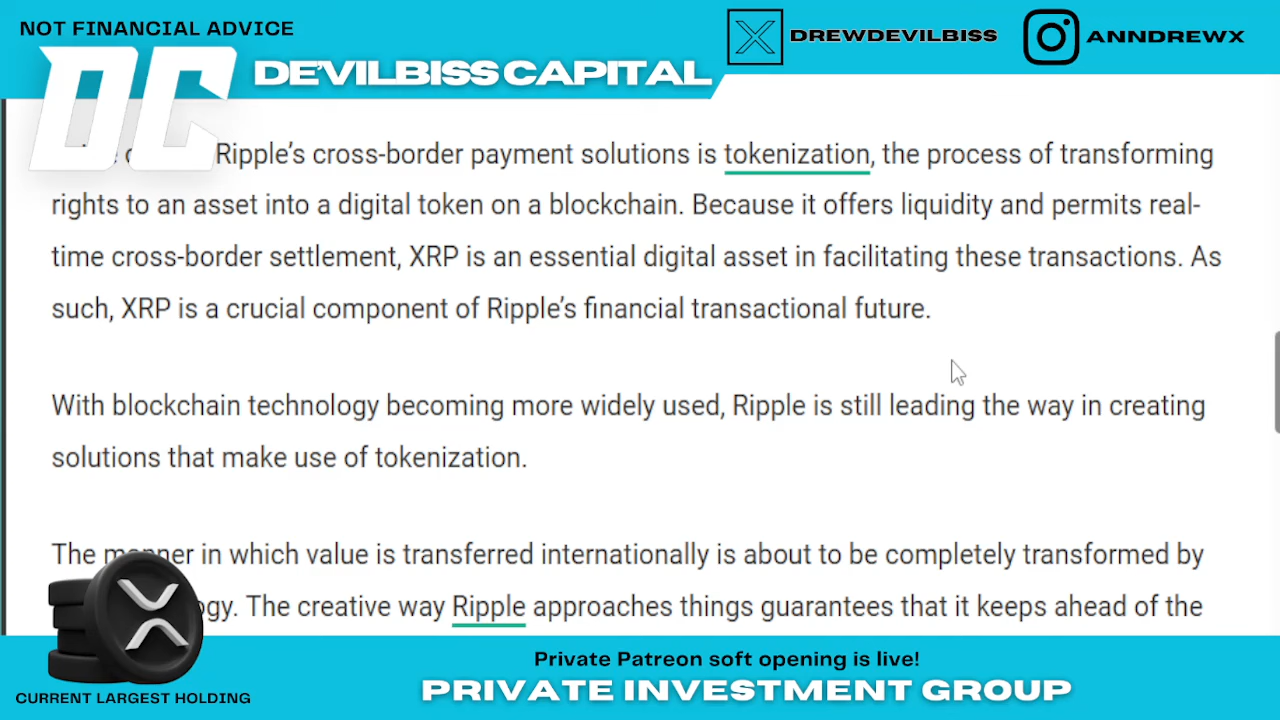 NOT FINANCIAL ADVICE
DC
DE'VILBISS CAPITAL
DREWDEVILBISS
ANNDREWX
Ripple's cross-border payment solutions is tokenization, the process of transforming
rights to an asset into a digital token on a blockchain. Because it offers liquidity and permits real-
time cross-border settlement, XRP is an essential digital asset in facilitating these transactions. As
such, XRP is a crucial component of Ripple's financial transactional future.
With blockchain technology becoming more widely used, Ripple is still leading the way in creating
solutions that make use of tokenization.
The manner in which value is transferred internationally is about to be completely transformed by
The creative way Ripple approaches things guarantees that it keeps ahead of the
Private Patreon soft opening is live!
PRIVATE INVESTMENT GROUP
CURRENT LARGEST HOLDING